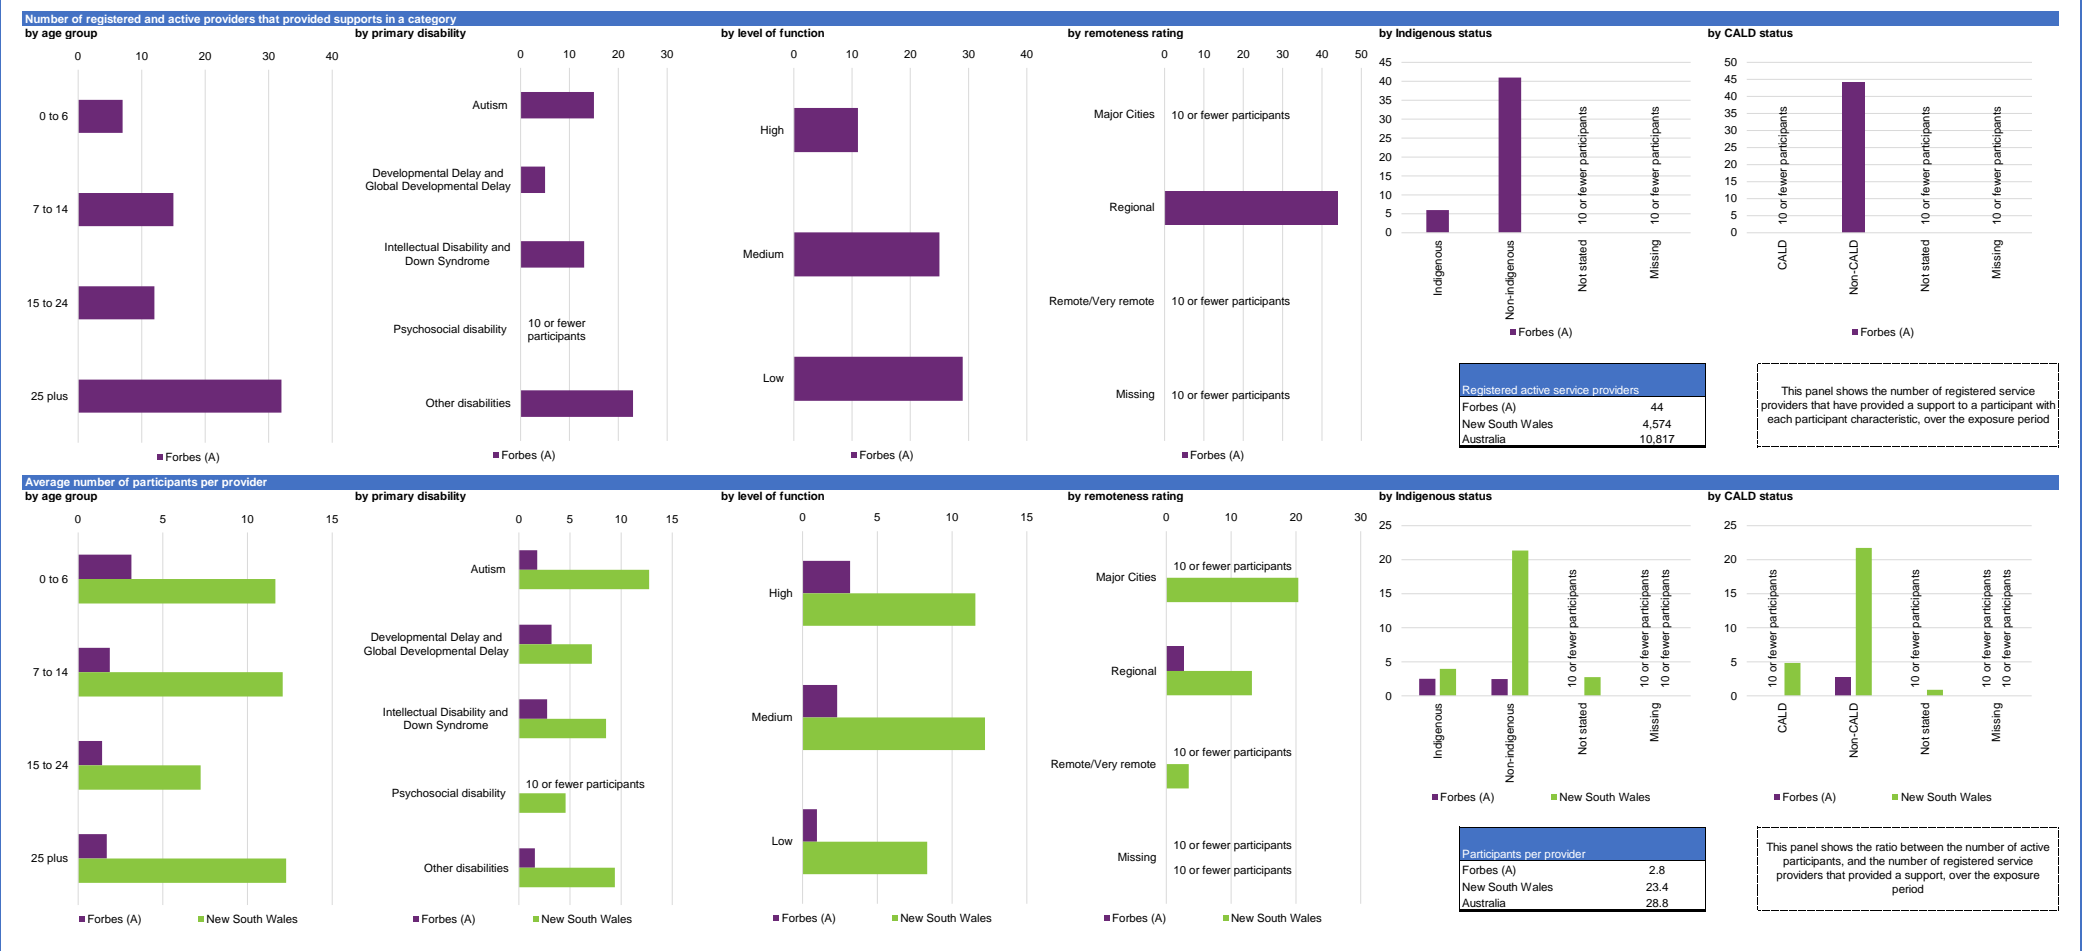 Number of registered and active providers that provided supports in a category
by age group
0 10 20 30 40
0 to 6
7 to 14
15 to 24
25 plus
Forbes (A)
by primary disability
0 10 20 30
Autism
Developmental Delay and
Global Developmental Delay
Intellectual Disability and
Down Syndrome
Psychosocial disability
10 or fewer
participants
Other disabilities
Forbes (A)
by level of function
0 10 20 30 40
High
Medium
Low
Forbes (A)
by remoteness rating
0 10 20 30 40 50
Major Cities 10 or fewer participants
Regional
Remote/Very remote 10 or fewer participants
Missing 10 or fewer participants
Forbes (A)
by Indigenous status
45
40
35
30
25
20
15
10
5
0
10 or fewer participants
10 or fewer participants
Indigenous
Non-indigenous
Not stated
Missing
Forbes (A)
by CALD status
50
45
40
35
30
25
20
15
10
5
0
10 or fewer participants
10 or fewer participants
10 or fewer participants
CALD
Non-CALD
Not stated
Missing
Forbes (A)
Registered active service providers
Forbes (A) 44
New South Wales 4,574
Australia 10,817
This panel shows the number of registered service
providers that have provided a support to a participant with
each participant characteristic, over the exposure period
Average number of participants per provider
by age group
0 5 10 15
0 to 6
7 to 14
15 to 24
25 plus
Forbes (A) New South Wales
by primary disability
0 5 10 15
Autism
Developmental Delay and
Global Developmental Delay
Intellectual Disability and
Down Syndrome
10 or fewer participants
Psychosocial disability
Other disabilities
Forbes (A) New South Wales
by level of function
0 5 10 15
High
Medium
Low
Forbes (A) New South Wales
by remoteness rating
0 10 20 30
10 or fewer participants
Major Cities
Regional
10 or fewer participants
Remote/Very remote
10 or fewer participants
Missing
10 or fewer participants
Forbes (A) New South Wales
by Indigenous status
25
20
15
10
5
0
10 or fewer participants
10 or fewer participants
10 or fewer participants
Indigenous
Non-indigenous
Not stated
Missing
Forbes (A) New South Wales
by CALD status
25
20
15
10
5
0
10 or fewer participants
10 or fewer participants
10 or fewer participants
10 or fewer participants
CALD
Non-CALD
Not stated
Missing
Forbes (A) New South Wales
Participants per provider
Forbes (A) 2.8
New South Wales 23.4
Australia 28.8
This panel shows the ratio between the number of active
participants, and the number of registered service
providers that provided a support, over the exposure
period